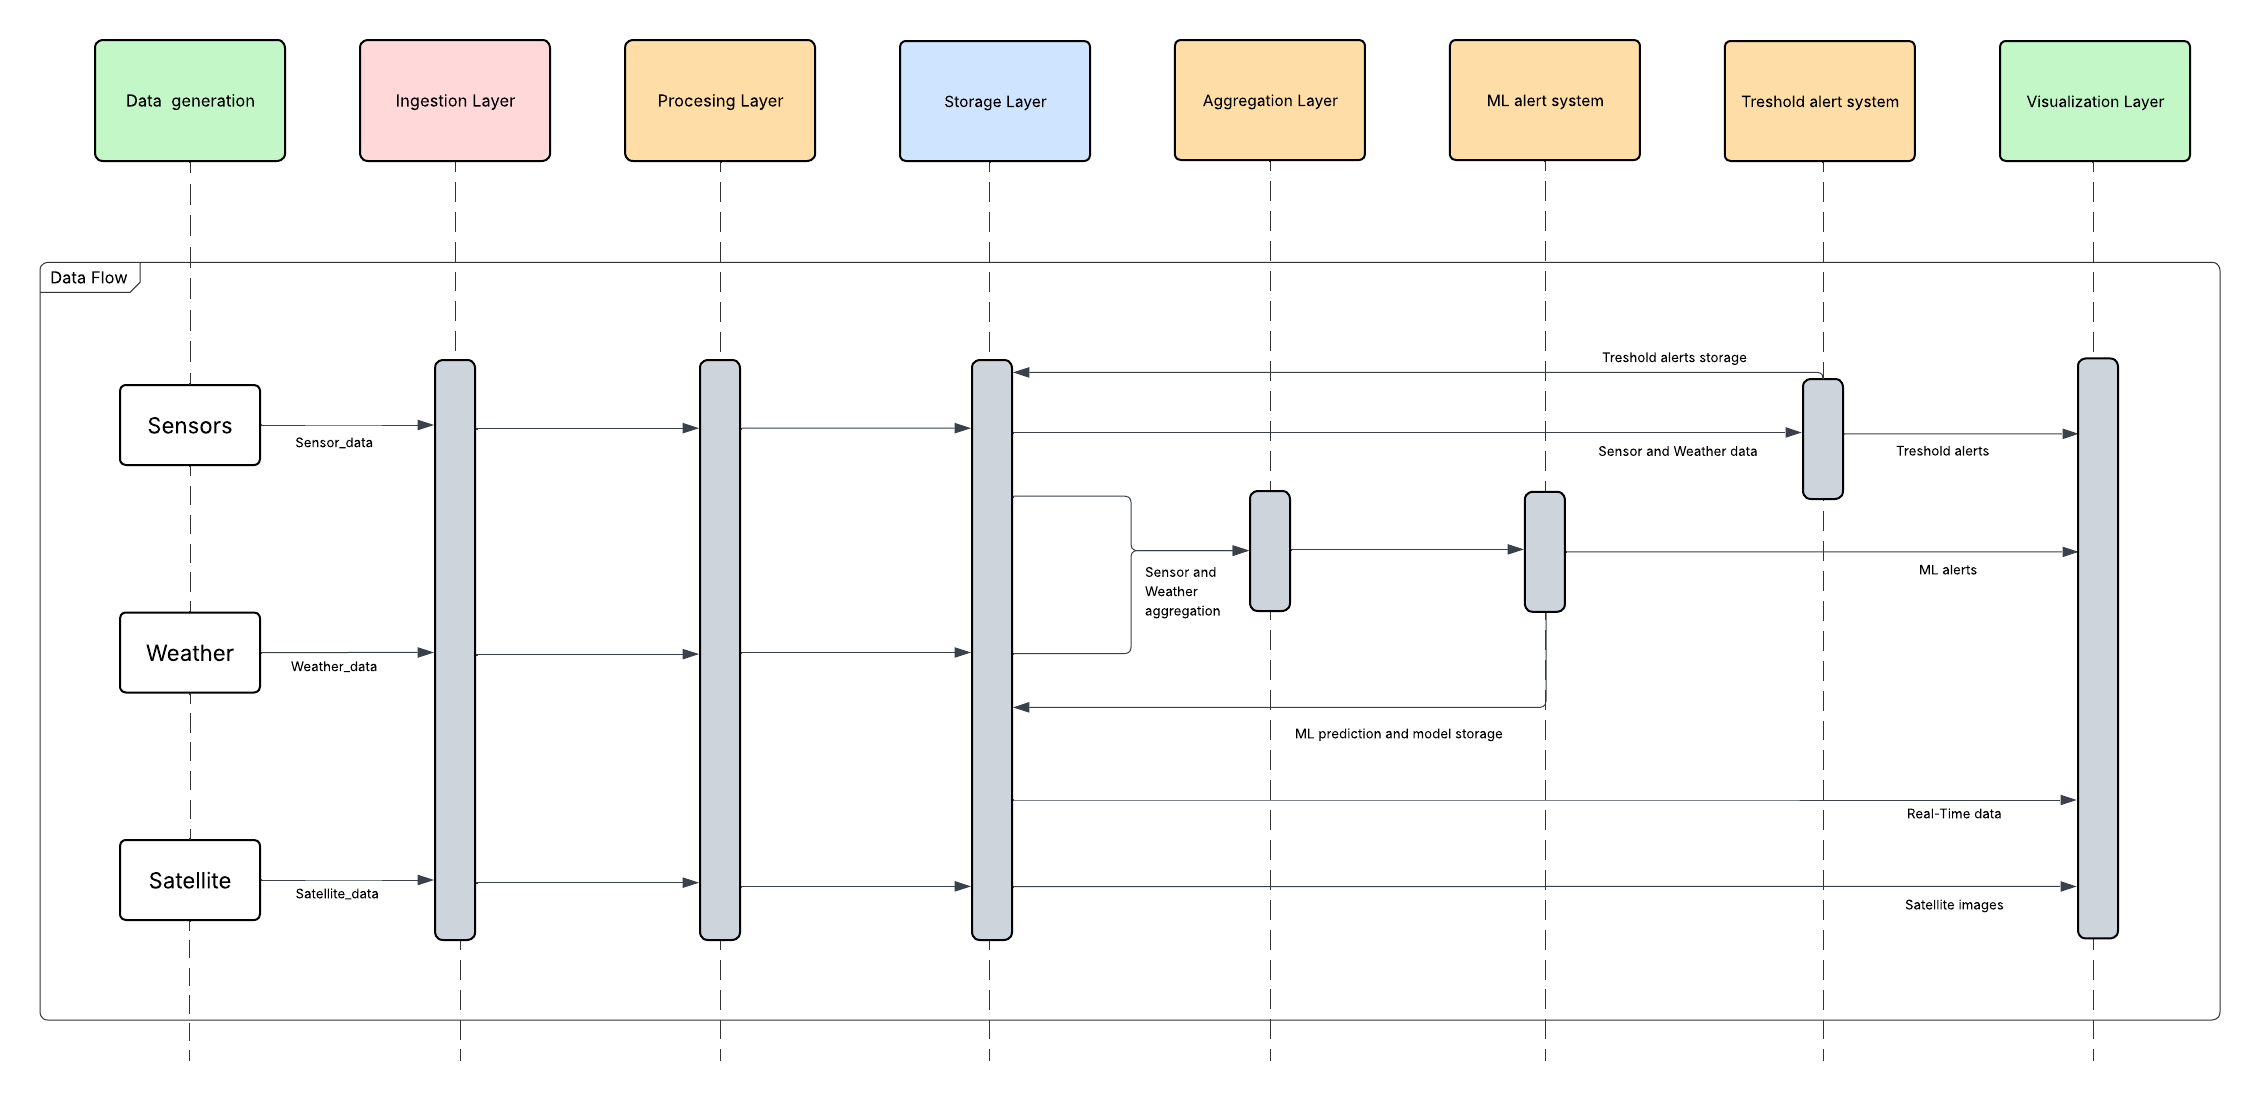 Data generation
Ingestion Layer
Procesing Layer
Storage Layer
Aggregation Layer
ML alert system
Treshold alert system
Visualization Layer
Data Flow
Treshold alerts storage
Sensors
Sensor_data
Sensor and Weather data
Treshold alerts
Sensor and
Weather
aggregation
ML alerts
Weather
Weather_data
ML prediction and model storage
Real-Time data
Satellite
Satellite_data
Satellite images